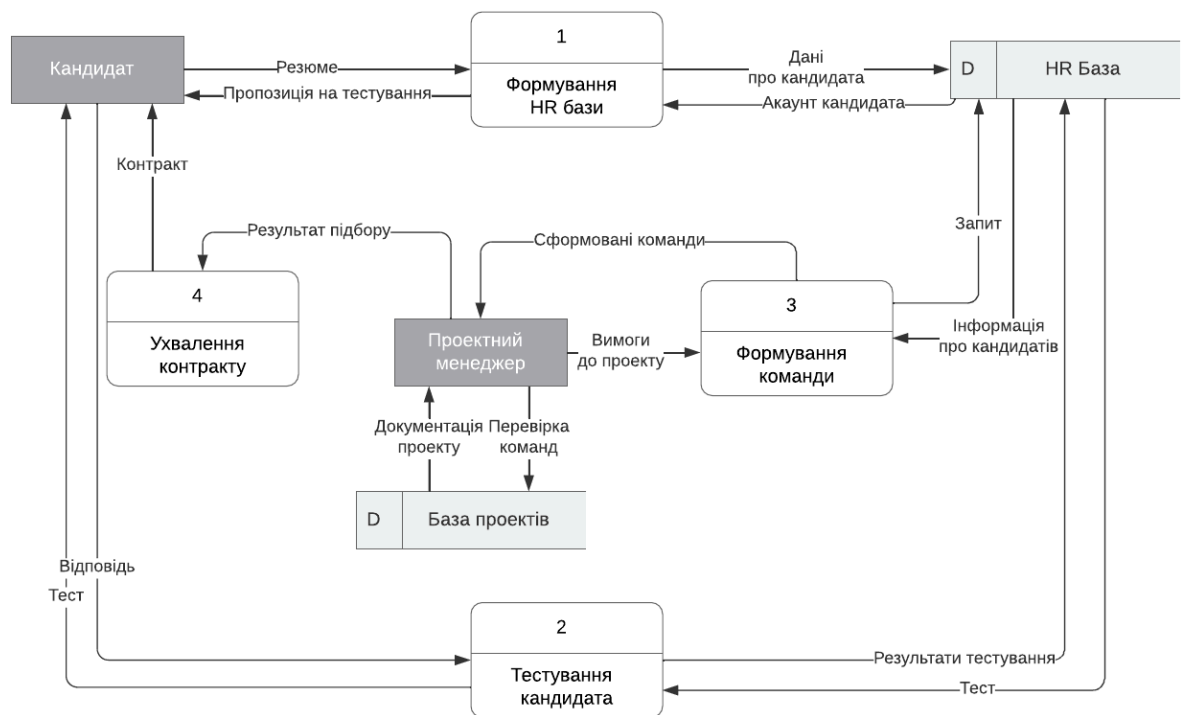 1
Кандидат
Резюме
Пропозиція на тестування
Формування
HR бази
Дані
про кандидата
Акаунт кандидата
D
HR База
Контракт
Результат підбору
Сформовані команди
Запит
4
Ухвалення
контракту
Проектний
менеджер
Вимоги
до проекту
3
Формування
команди
Інформація
про кандидатів
Документація
проекту
Перевірка
команд
D
База проектів
Відповідь
Тест
2
Тестування
кандидата
Результати тестування
Тест